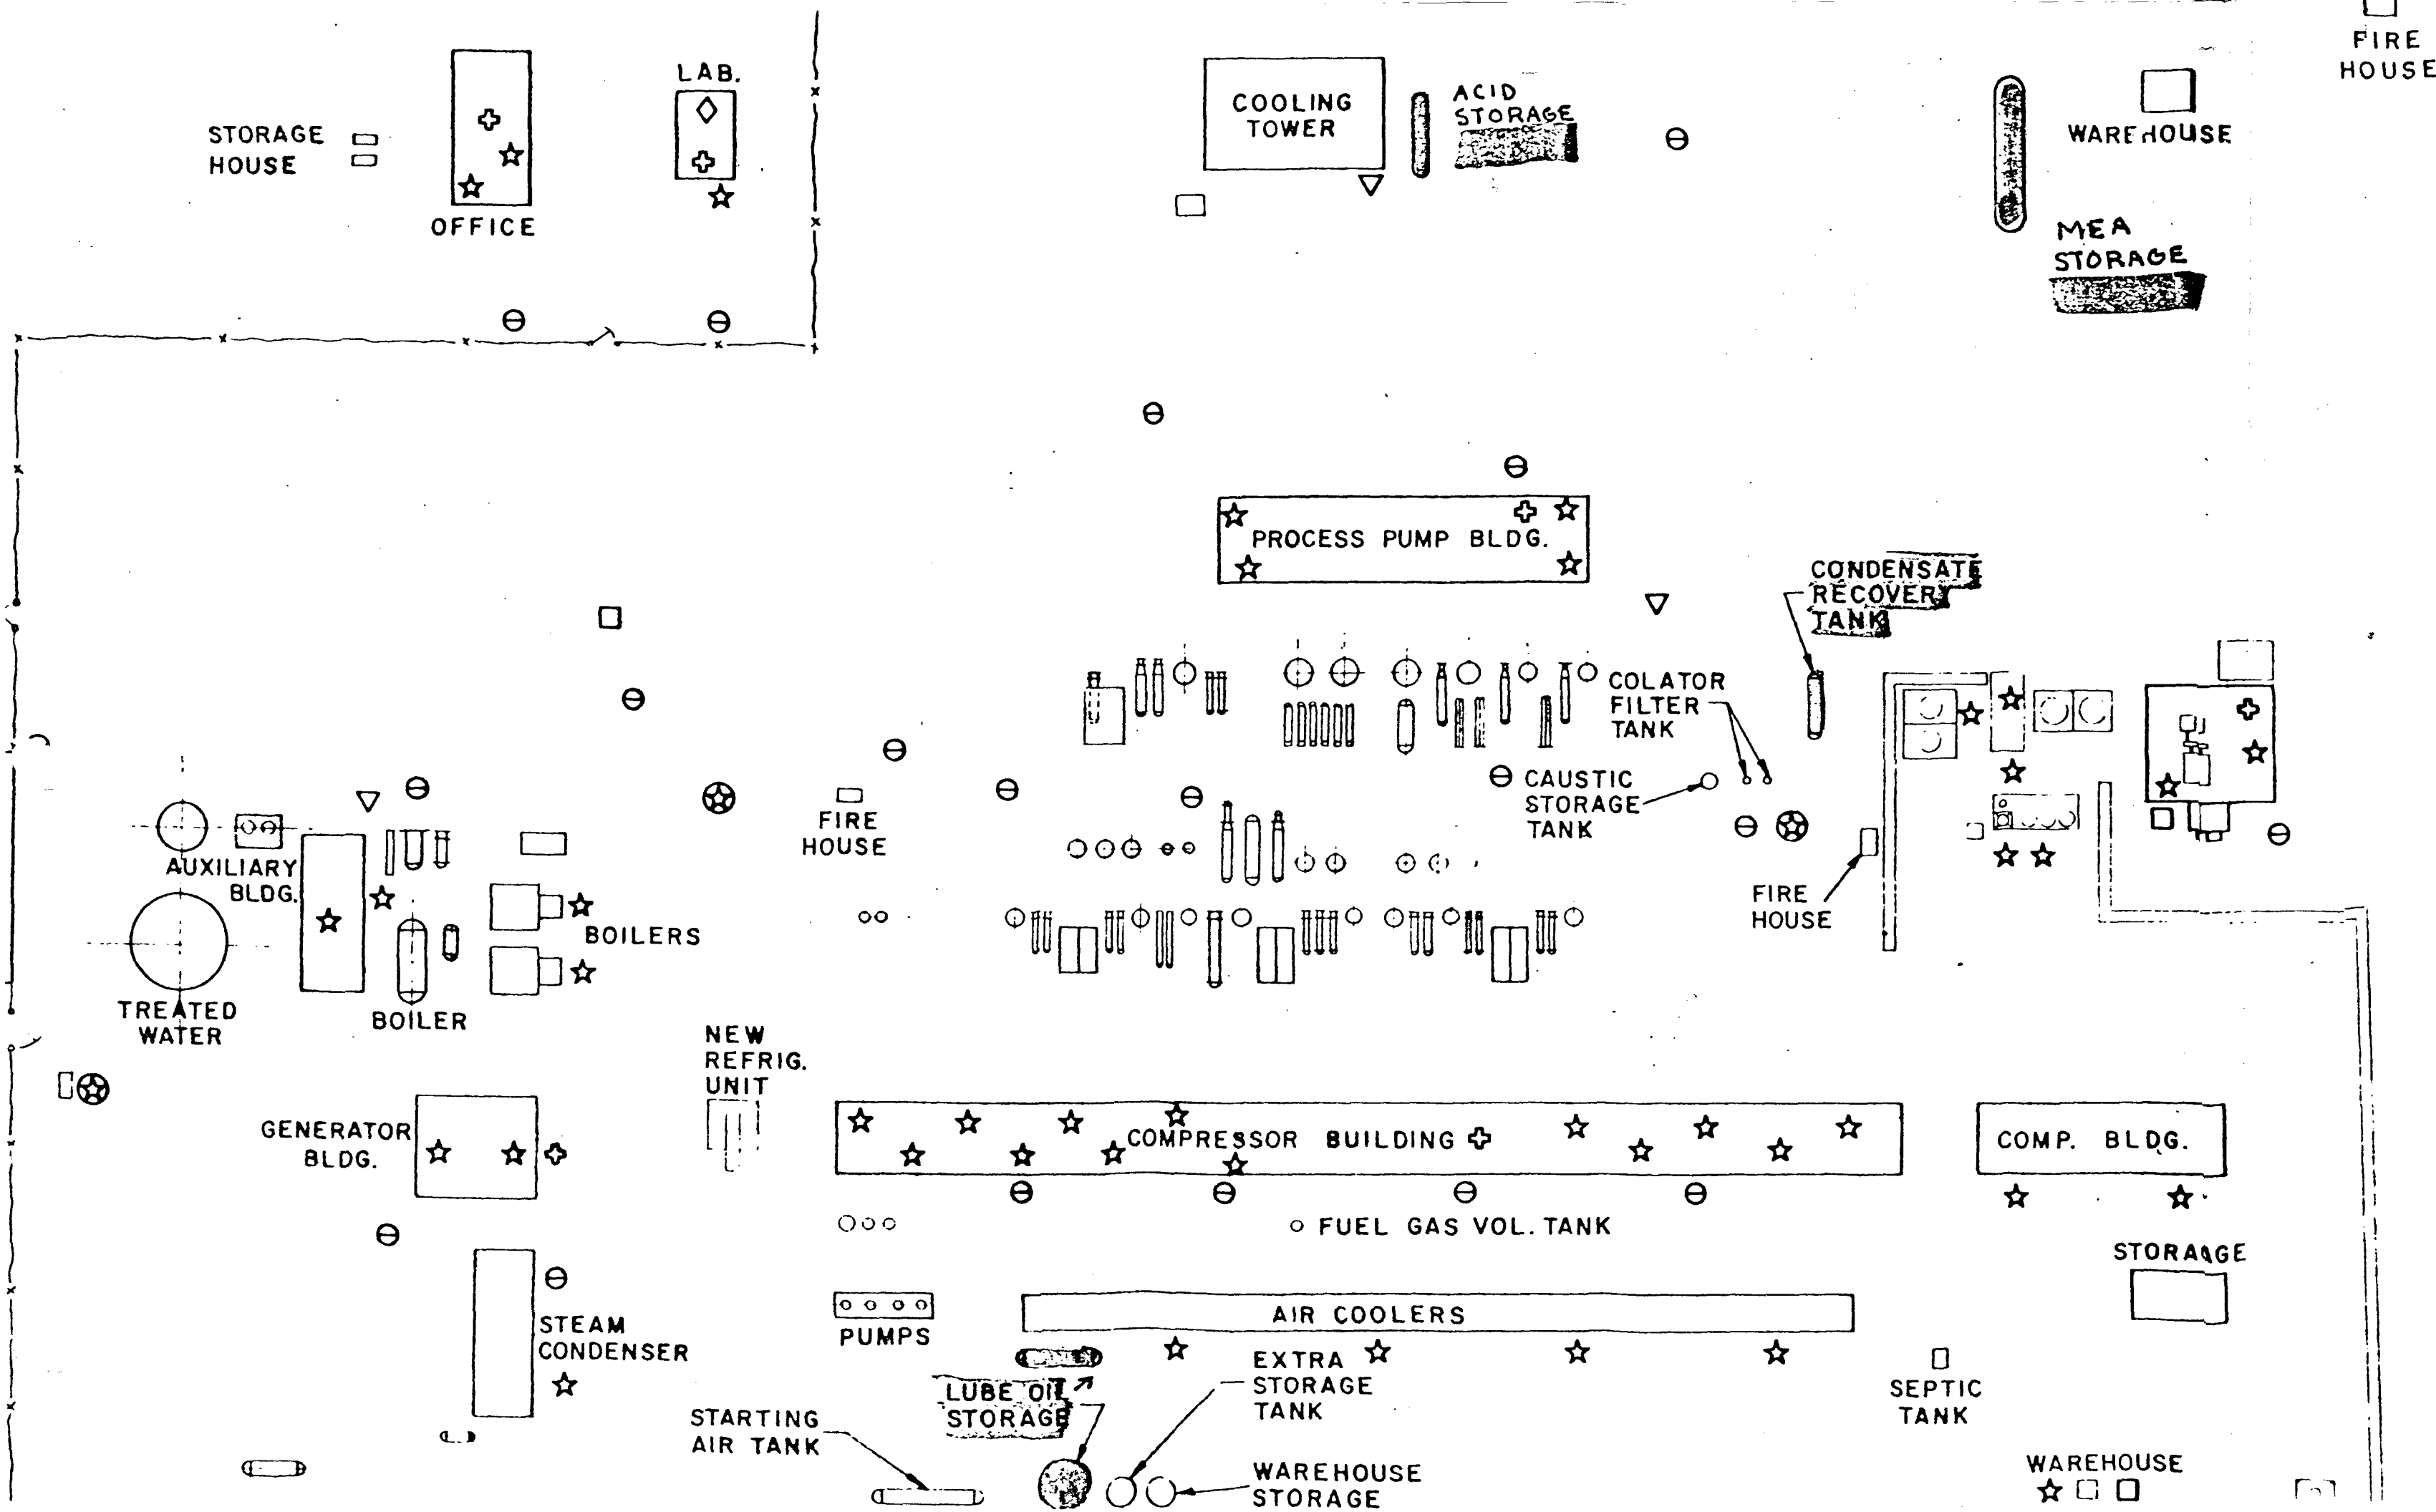 FIRE
HOUSE
LAB.
STORAGE
HOUSE
OFFICE
COOLING
TOWER
ACID
STORAGE
WAREHOUSE
MEA
STORAGE
PROCESS PUMP BLDG.
CONDENSATE
RECOVERY
TANK
COLATOR
FILTER
TANK
CAUSTIC
STORAGE
TANK
FIRE
HOUSE
FIRE
HOUSE
AUXILIARY
BLDG.
BOILERS
TREATED
WATER
BOILER
NEW
REFRIG.
UNIT
GENERATOR
BLDG.
COMPRESSOR BUILDING
COMP. BLDG.
FUEL GAS VOL. TANK
STORAGE
STEAM
CONDENSER
PUMPS
AIR COOLERS
LUBE OIL
STORAGE
EXTRA
STORAGE
TANK
SEPTIC
TANK
STARTING
AIR TANK
WAREHOUSE
STORAGE
WAREHOUSE